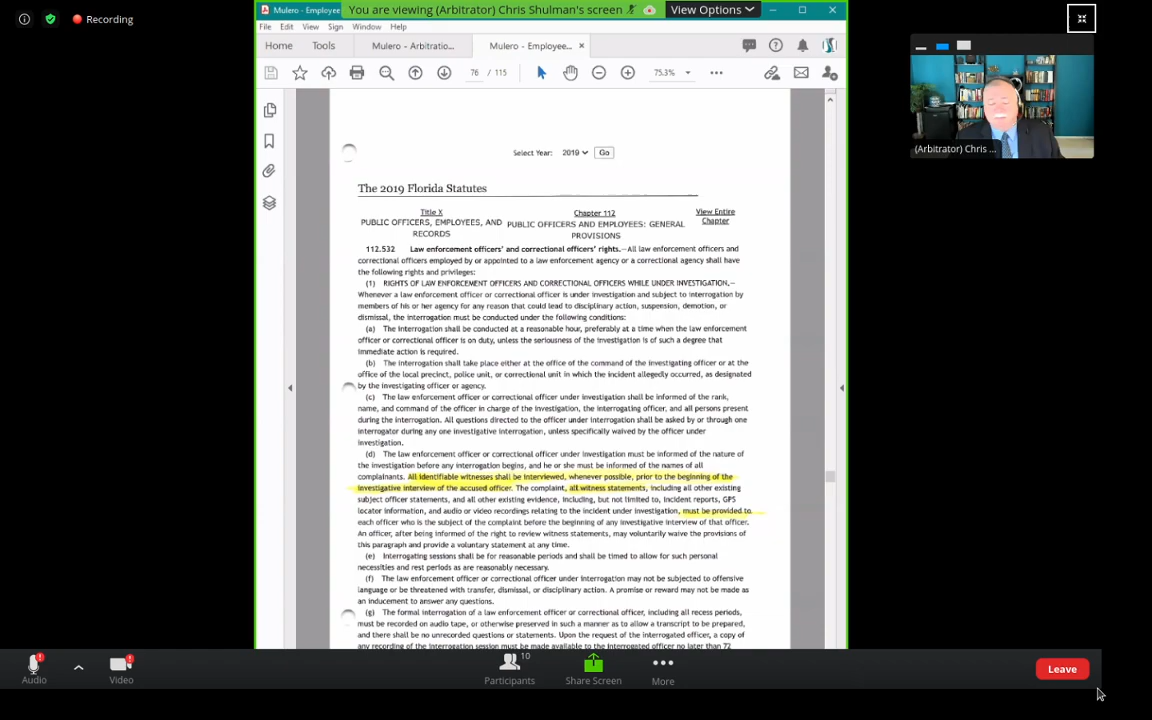 Recording
Mulero - Employee
You are viewing (Arbitrator) Chris Shulman's screen
View Options
File Edit View Sign Window Help
Home Tools Mulero - Arbitratio... Mulero - Employee... ×
76 / 115 75.3%
(Arbitrator) Chris ...
Select Year: 2019 Go
The 2019 Florida Statutes
Title X Chapter 112 View Entire
PUBLIC OFFICERS, EMPLOYEES, AND PUBLIC OFFICERS AND EMPLOYEES: GENERAL Chapter
RECORDS PROVISIONS
112.532 Law enforcement officers' and correctional officers' rights.—All law enforcement officers and
correctional officers employed by or appointed to a law enforcement agency or a correctional agency shall have
the following rights and privileges:
(1) RIGHTS OF LAW ENFORCEMENT OFFICERS AND CORRECTIONAL OFFICERS WHILE UNDER INVESTIGATION.—
Whenever a law enforcement officer or correctional officer is under investigation and subject to interrogation by
members of his or her agency for any reason that could lead to disciplinary action, suspension, demotion, or
dismissal, the interrogation must be conducted under the following conditions:
(a) The interrogation shall be conducted at a reasonable hour, preferably at a time when the law enforcement
officer or correctional officer is on duty, unless the seriousness of the investigation is of such a degree that
immediate action is required.
(b) The interrogation shall take place either at the office of the command of the investigating officer or at the
office of the local precinct, police unit, or correctional unit in which the incident allegedly occurred, as designated
by the investigating officer or agency.
(c) The law enforcement officer or correctional officer under investigation shall be informed of the rank,
name, and command of the officer in charge of the investigation, the interrogating officer, and all persons present
during the interrogation. All questions directed to the officer under interrogation shall be asked by or through one
interrogator during any one investigative interrogation, unless specifically waived by the officer under
investigation.
(d) The law enforcement officer or correctional officer under investigation must be informed of the nature of
the investigation before any interrogation begins, and he or she must be informed of the names of all
complainants. All identifiable witnesses shall be interviewed, whenever possible, prior to the beginning of the
investigative interview of the accused officer. The complaint, all witness statements, including all other existing
subject officer statements, and all other existing evidence, including, but not limited to, incident reports, GPS
locator information, and audio or video recordings relating to the incident under investigation, must be provided to
each officer who is the subject of the complaint before the beginning of any investigative interview of that officer.
An officer, after being informed of the right to review witness statements, may voluntarily waive the provisions of
this paragraph and provide a voluntary statement at any time.
(e) Interrogating sessions shall be for reasonable periods and shall be timed to allow for such personal
necessities and rest periods as are reasonably necessary.
(f) The law enforcement officer or correctional officer under interrogation may not be subjected to offensive
language or be threatened with transfer, dismissal, or disciplinary action. A promise or reward may not be made as
an inducement to answer any questions.
(g) The formal interrogation of a law enforcement officer or correctional officer, including all recess periods,
must be recorded on audio tape, or otherwise preserved in such a manner as to allow a transcript to be prepared,
and there shall be no unrecorded questions or statements. Upon the request of the interrogated officer, a copy of
any recording of the interrogation session must be made available to the interrogated officer no later than 72
10
Audio Video Participants Share Screen More Leave